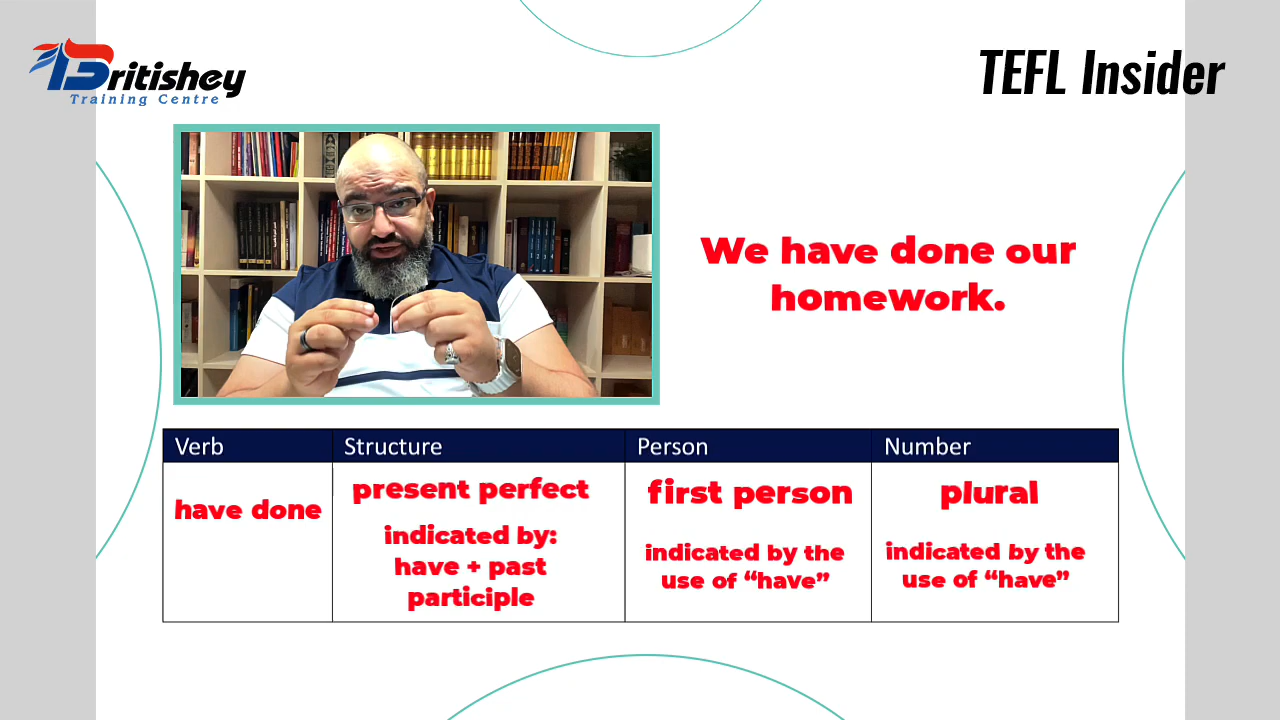 Britishey
Training Centre
TEFL Insider
We have done our
homework.
Verb
Structure
Person
Number
have done
present perfect
indicated by:
have + past
participle
first person
indicated by the
use of “have”
plural
indicated by the
use of “have”